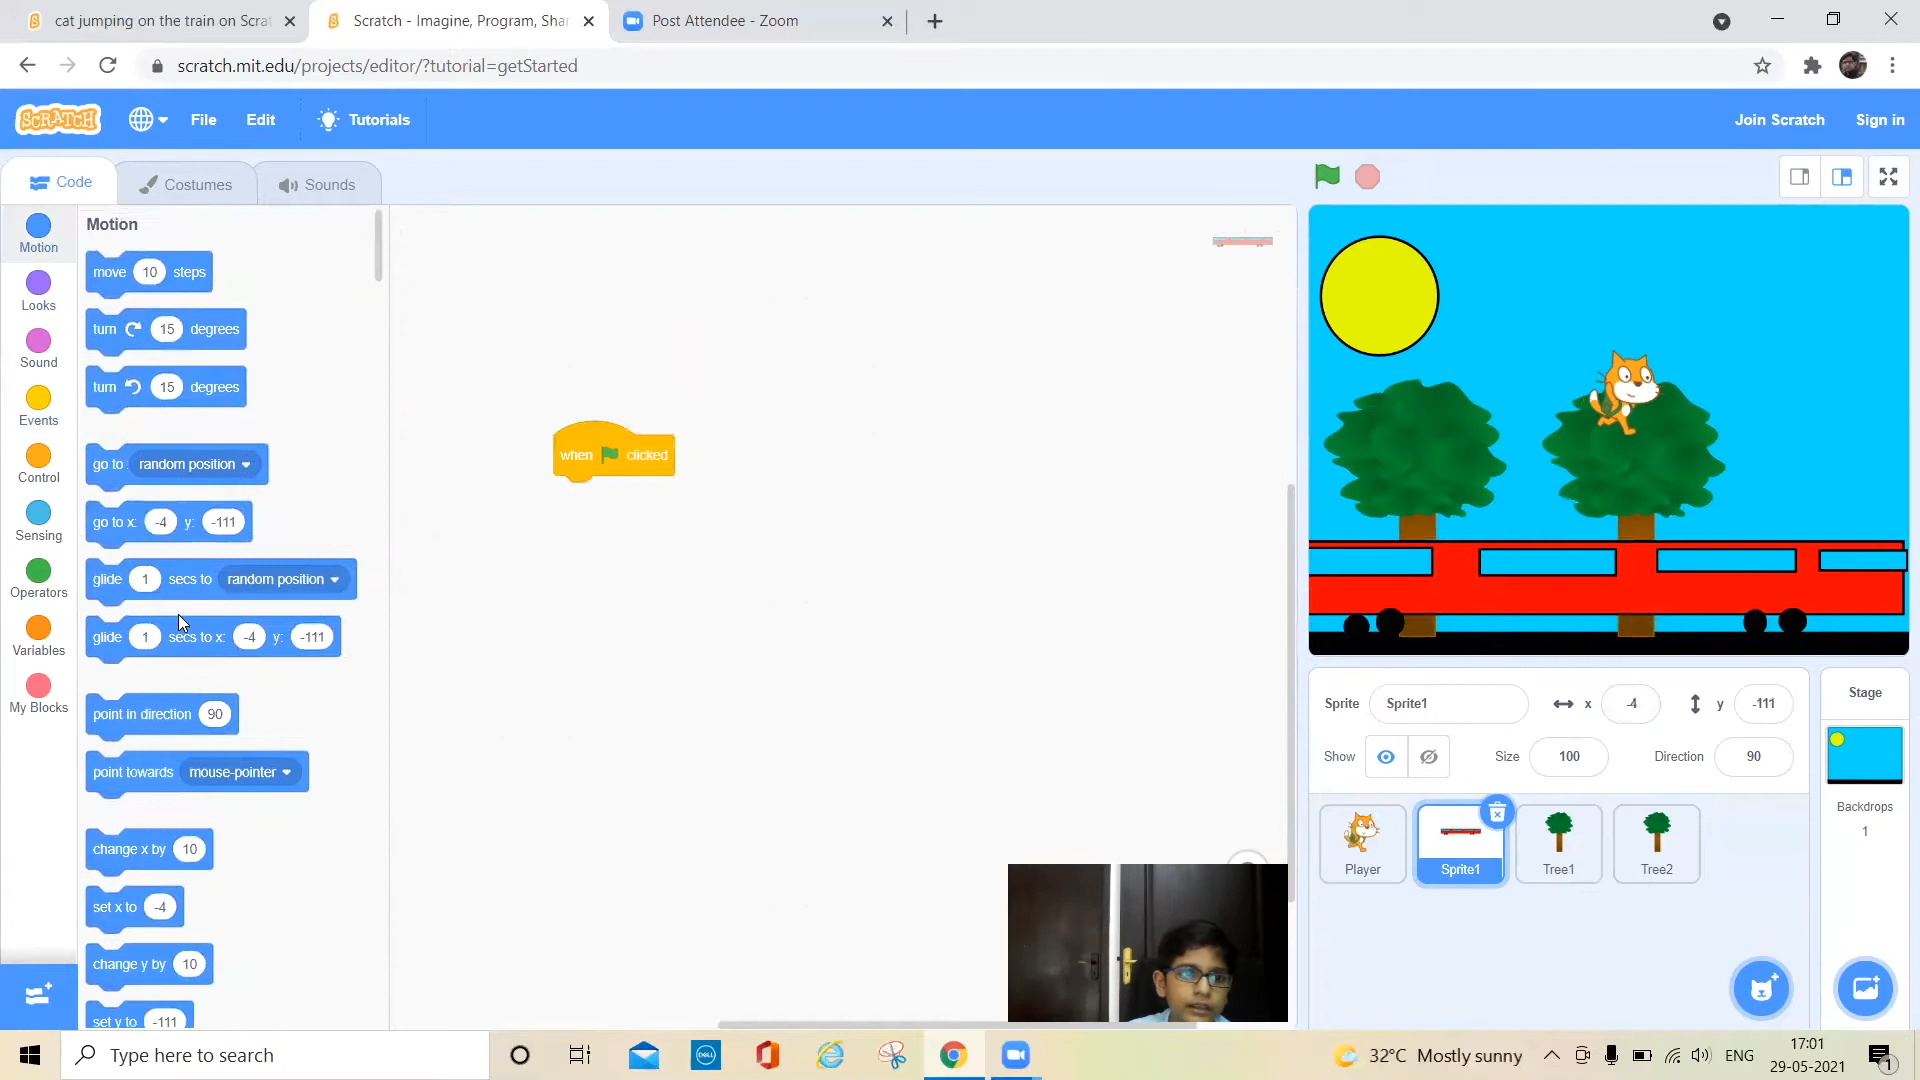 cat jumping on the train on Scrat
Scratch - Imagine, Program, Shar
Post Attendee - Zoom
scratch.mit.edu/projects/editor/?tutorial=getStarted
SCRATCH
File
Edit
Tutorials
Join Scratch
Sign in
Code
Costumes
Sounds
Motion
Looks
Sound
Events
Control
Sensing
Operators
Variables
My Blocks
Motion
move 10 steps
turn 15 degrees
turn 15 degrees
go to random position
go to x: -4 y: -111
glide 1 secs to random position
glide 1 secs to x: -4 y: -111
point in direction 90
point towards mouse-pointer
change x by 10
set x to -4
change y by 10
set y to -111
when clicked
Sprite Sprite1 x -4 y -111
Show Size 100 Direction 90
Player
Sprite1
Tree1
Tree2
Stage
Backdrops
1
Type here to search
DELL
32°C Mostly sunny
ENG
17:01
29-05-2021
1